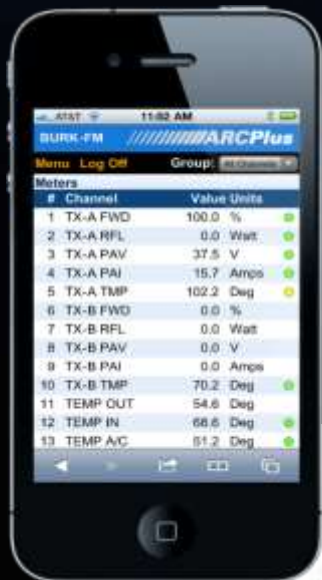 AT&T 11:02 AM
BURK-FM ARCPlus
Menu Log Off Group: All Channels
Meters
# Channel Value Units
1 TX-A FWD 100.0 %
2 TX-A RFL 0.0 Watt
3 TX-A PAV 37.5 V
4 TX-A PAI 15.7 Amps
5 TX-A TMP 102.2 Deg
6 TX-B FWD 0.0 %
7 TX-B RFL 0.0 Watt
8 TX-B PAV 0.0 V
9 TX-B PAI 0.0 Amps
10 TX-B TMP 70.2 Deg
11 TEMP OUT 54.6 Deg
12 TEMP IN 68.6 Deg
13 TEMP A/C 51.2 Deg